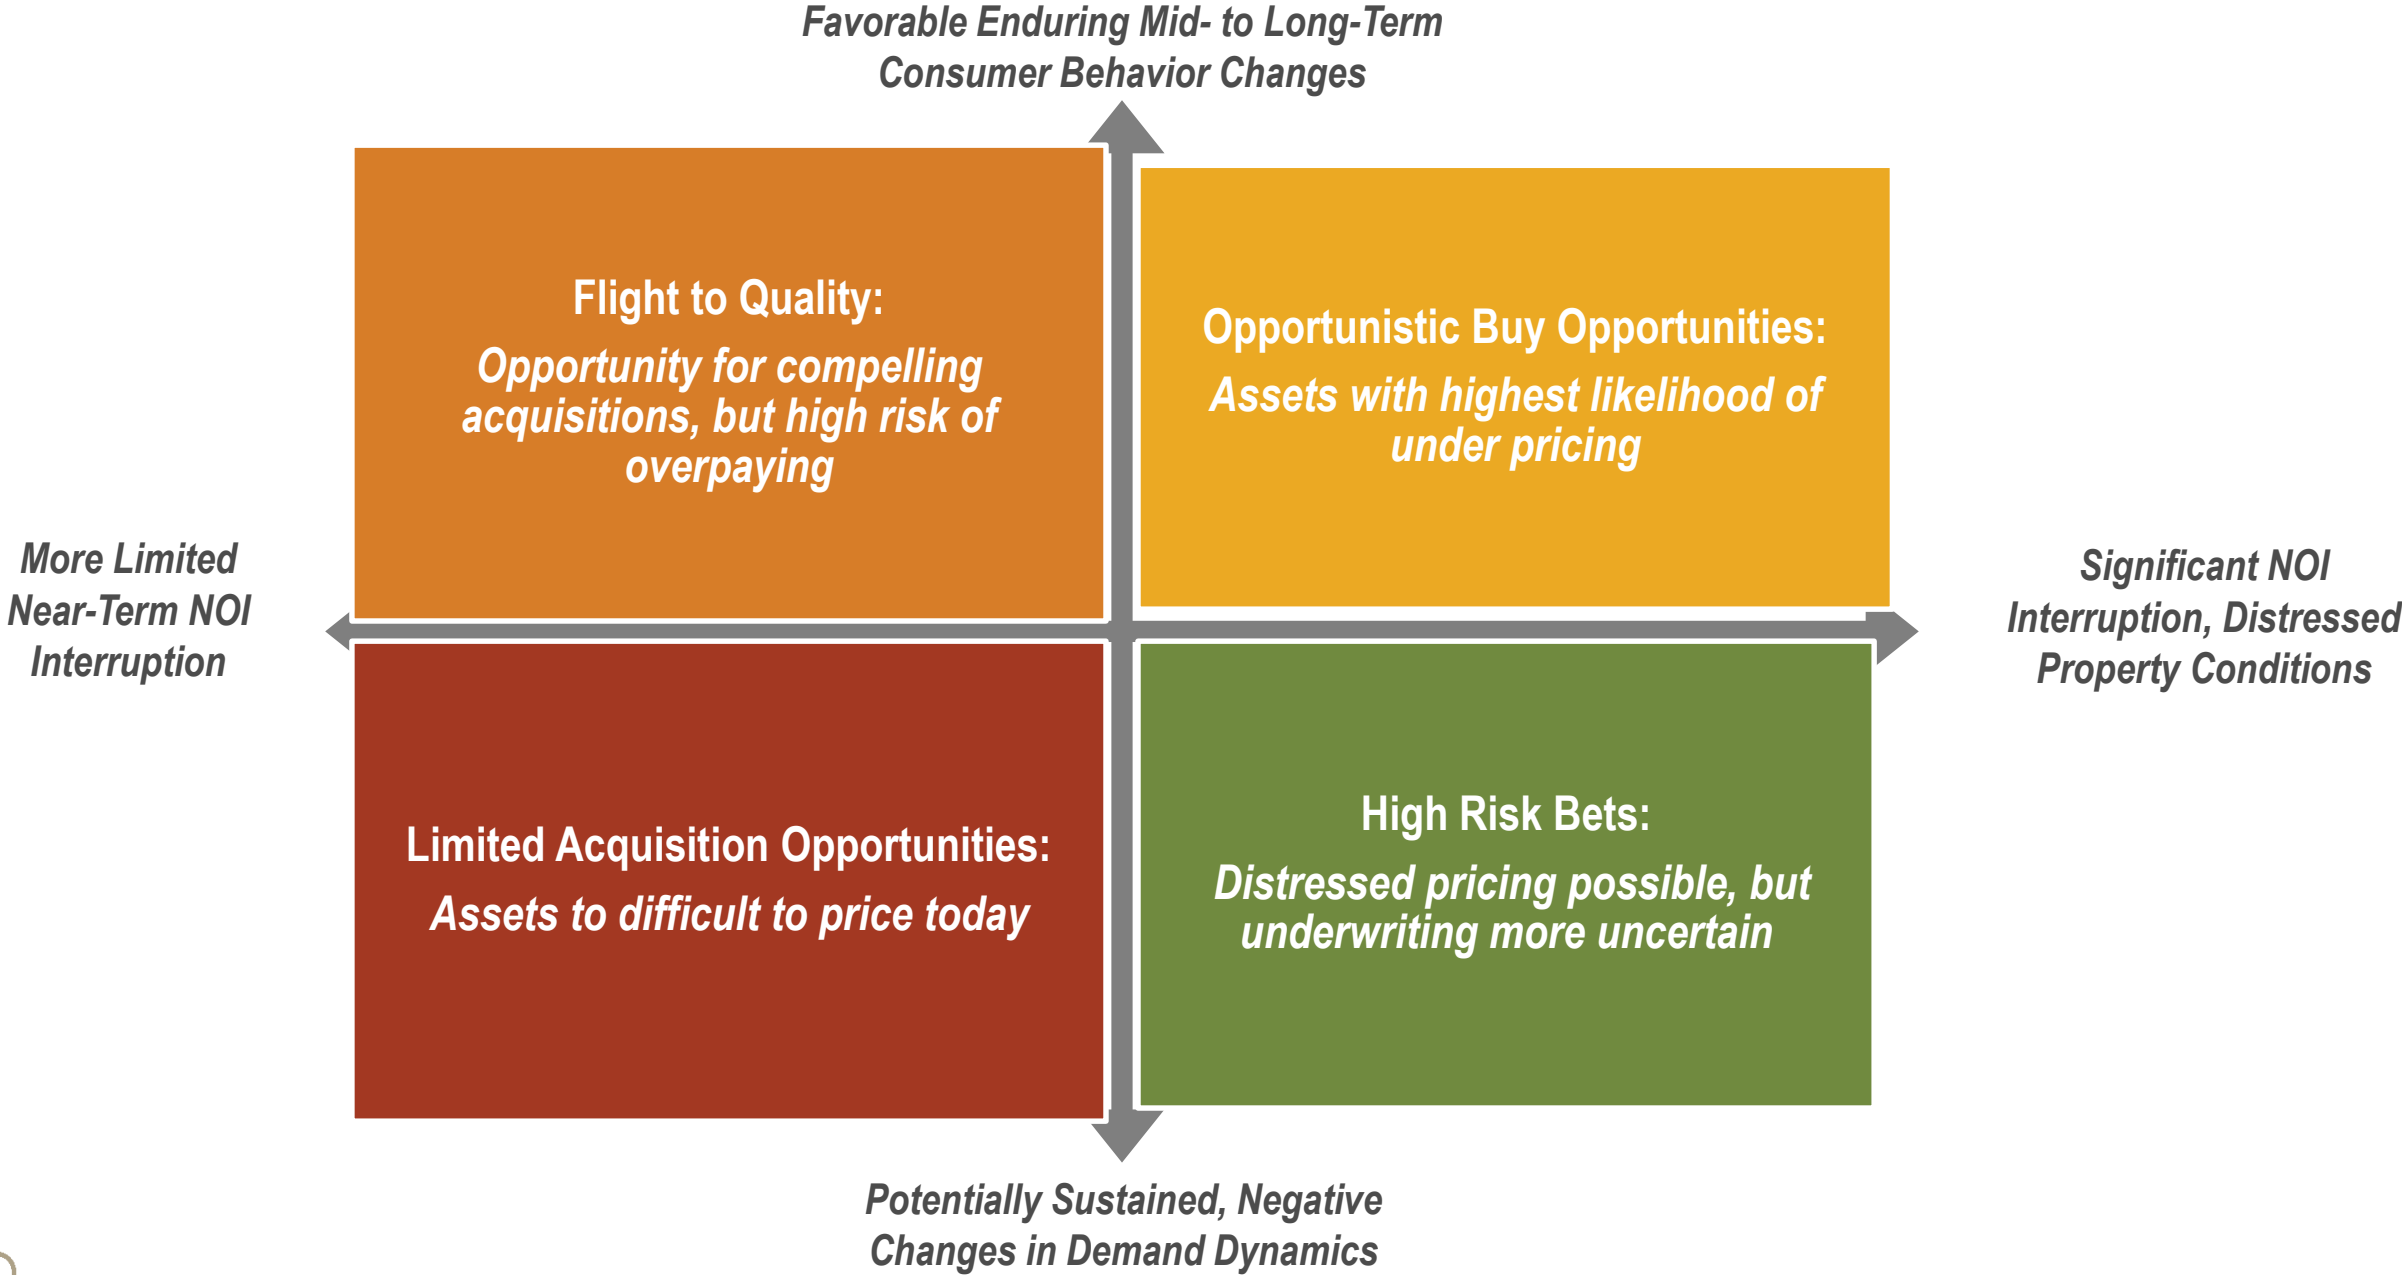 Favorable Enduring Mid- to Long-Term
Consumer Behavior Changes
Flight to Quality:
Opportunity for compelling
acquisitions, but high risk of
overpaying
Opportunistic Buy Opportunities:
Assets with highest likelihood of
under pricing
More Limited
Near-Term NOI
Interruption
Significant NOI
Interruption, Distressed
Property Conditions
Limited Acquisition Opportunities:
Assets to difficult to price today
High Risk Bets:
Distressed pricing possible, but
underwriting more uncertain
Potentially Sustained, Negative
Changes in Demand Dynamics